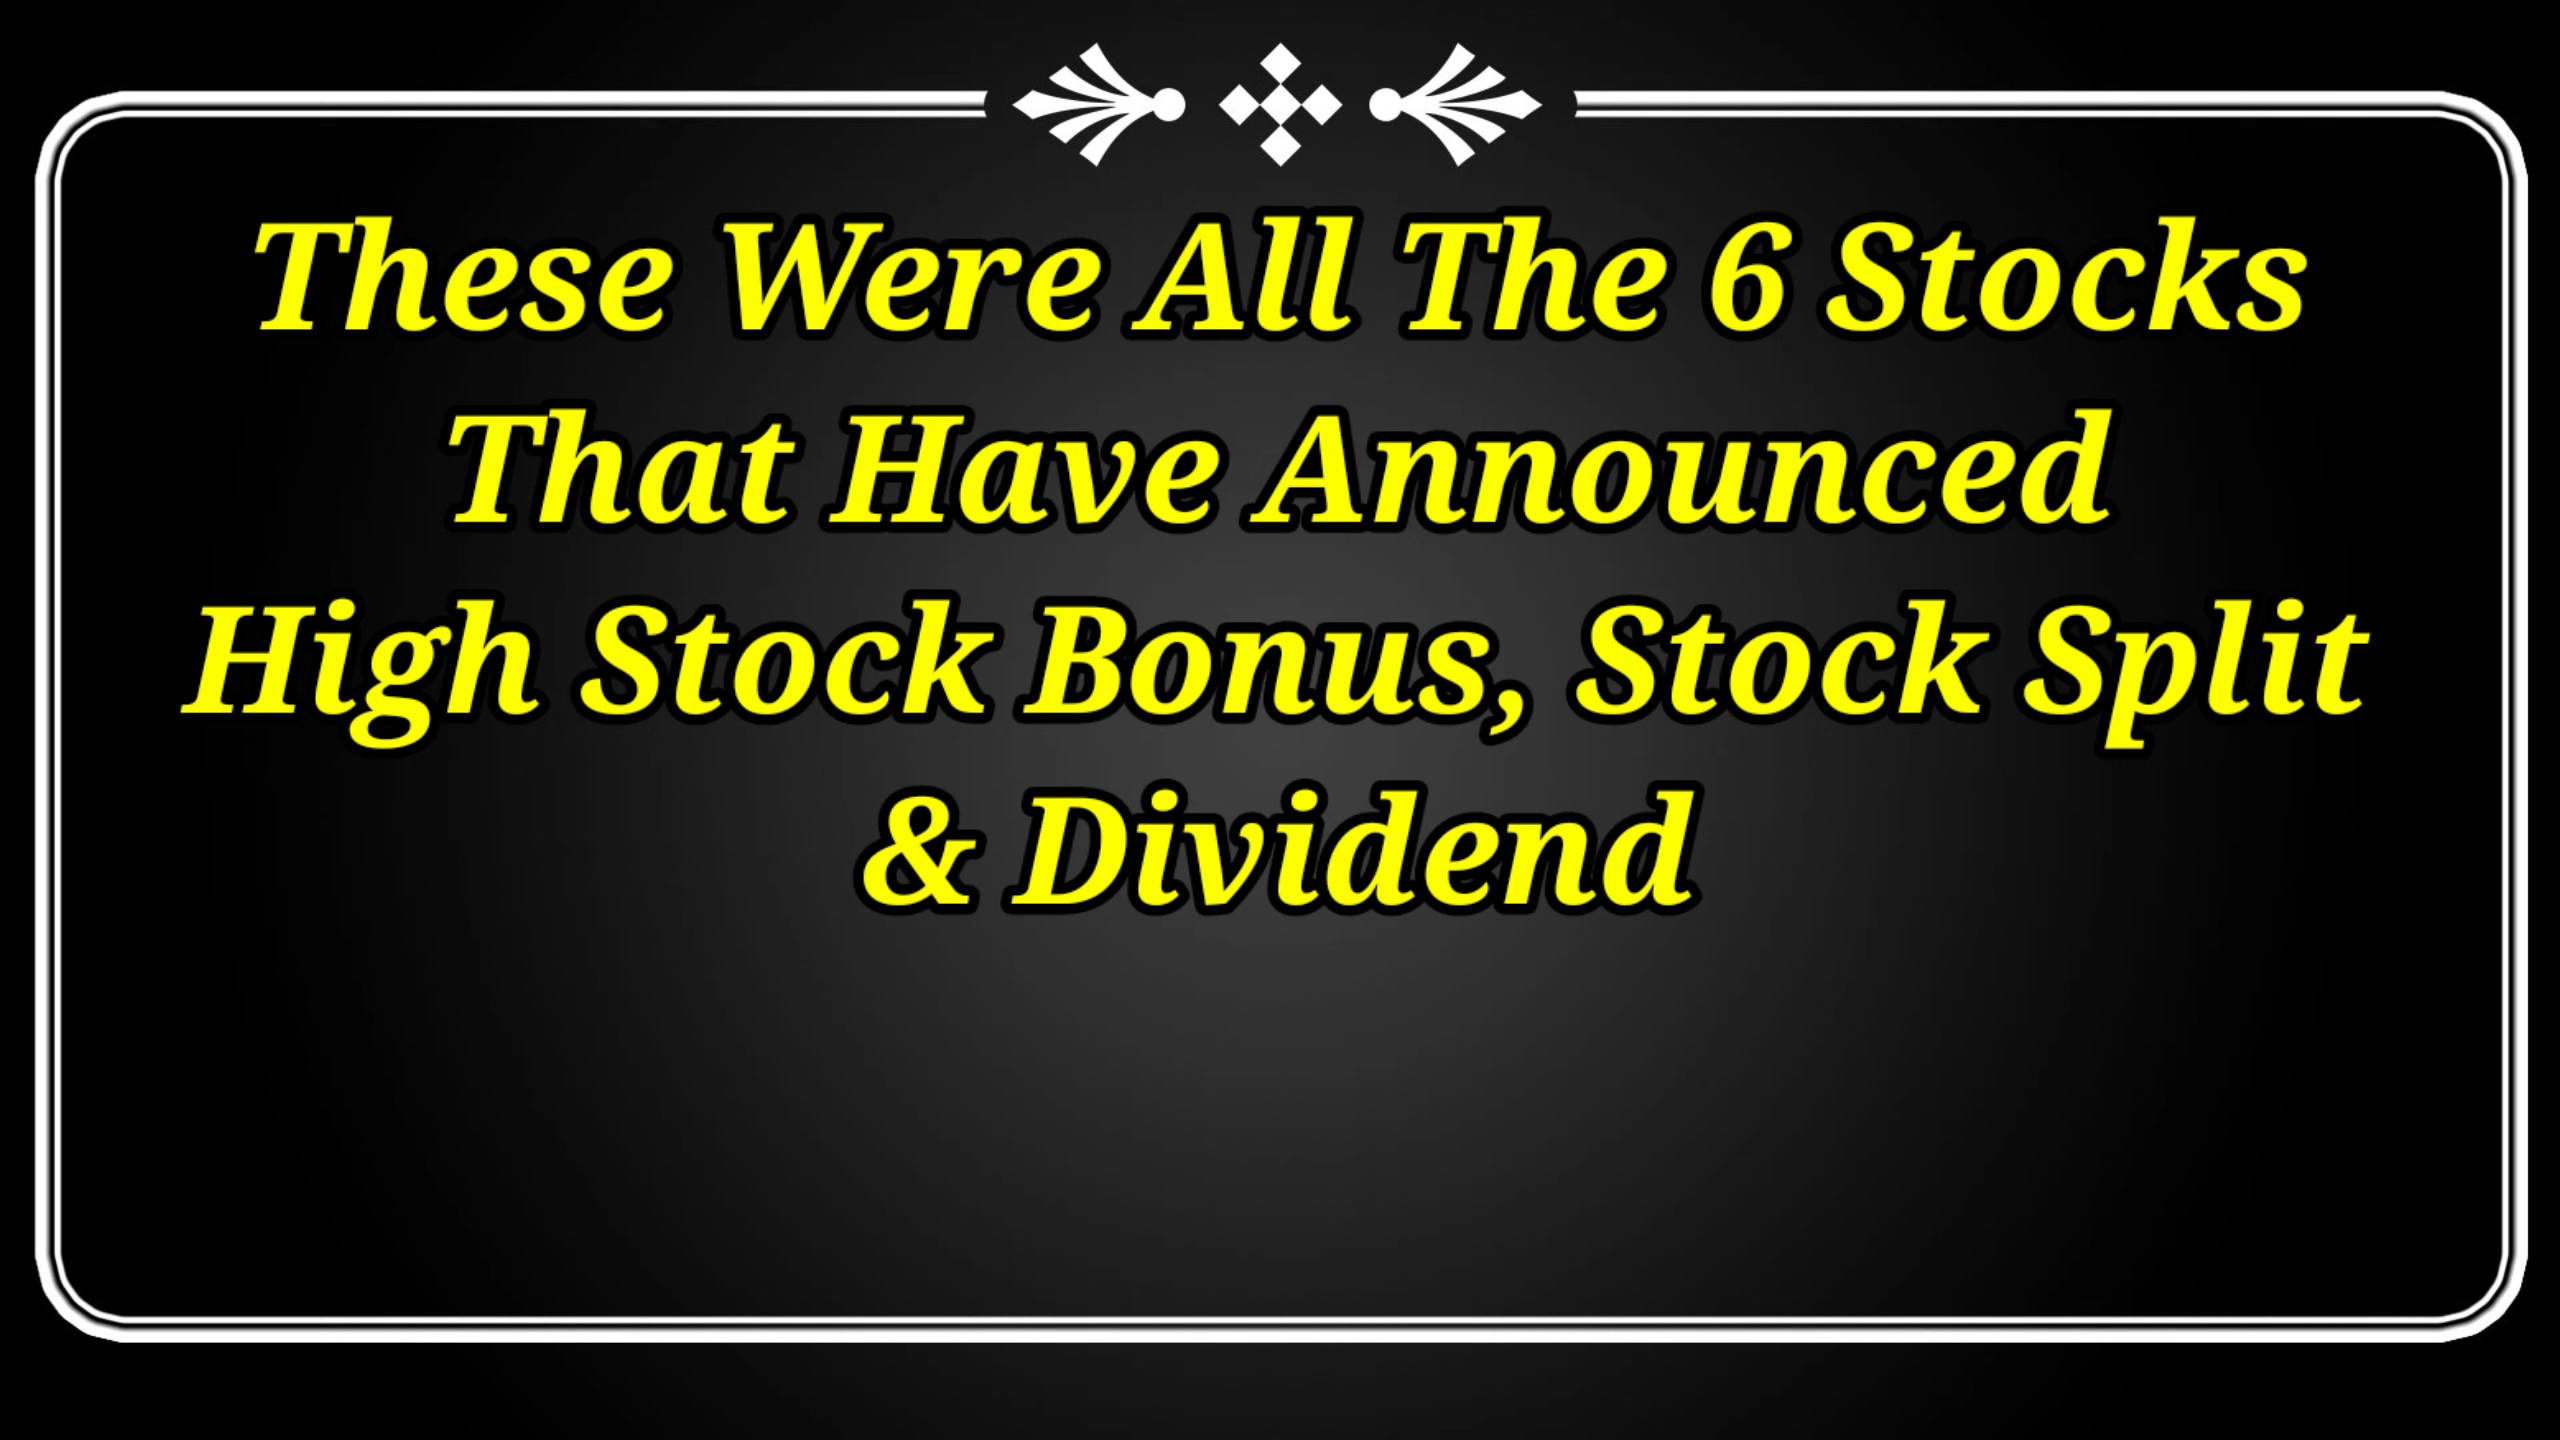 These Were All The 6 Stocks
That Have Announced
High Stock Bonus, Stock Split
& Dividend